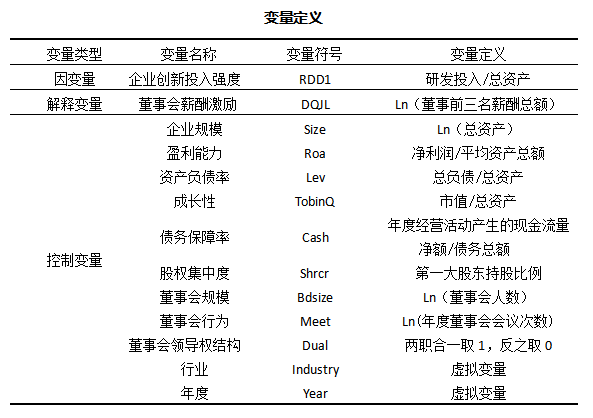 变量定义
变量类型 变量名称 变量符号 变量定义
因变量 企业创新投入强度 RDD1 研发投入/总资产
解释变量 董事会薪酬激励 DQJL Ln（董事前三名薪酬总额）
企业规模 Size Ln（总资产）
盈利能力 Roa 净利润/平均资产总额
资产负债率 Lev 总负债/总资产
成长性 TobinQ 市值/总资产
债务保障率 Cash 年度经营活动产生的现金流量
净额/债务总额
控制变量
股权集中度 Shrcr 第一大股东持股比例
董事会规模 Bdsize Ln（董事会人数）
董事会行为 Meet Ln(年度董事会会议次数)
董事会领导权结构 Dual 两职合一取 1，反之取 0
行业 Industry 虚拟变量
年度 Year 虚拟变量